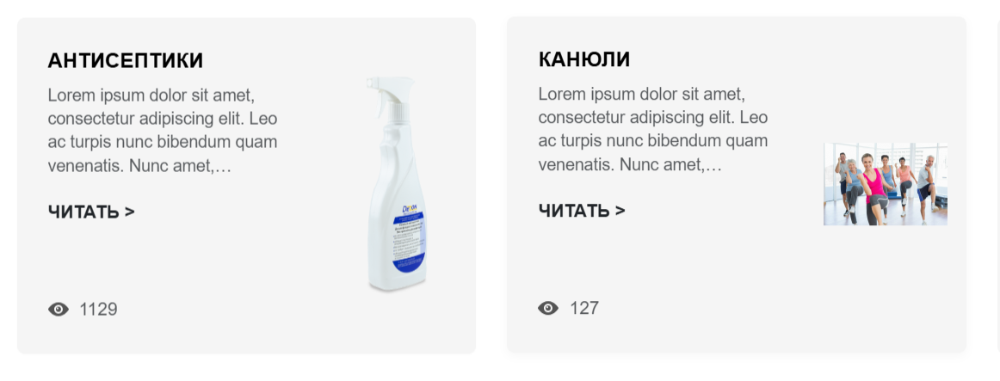 АНТИСЕПТИКИ
Lorem ipsum dolor sit amet,
consectetur adipiscing elit. Leo
ac turpis nunc bibendum quam
venenatis. Nunc amet,...
ЧИТАТЬ >
1129
КАНЮЛИ
Lorem ipsum dolor sit amet,
consectetur adipiscing elit. Leo
ac turpis nunc bibendum quam
venenatis. Nunc amet,...
ЧИТАТЬ >
127